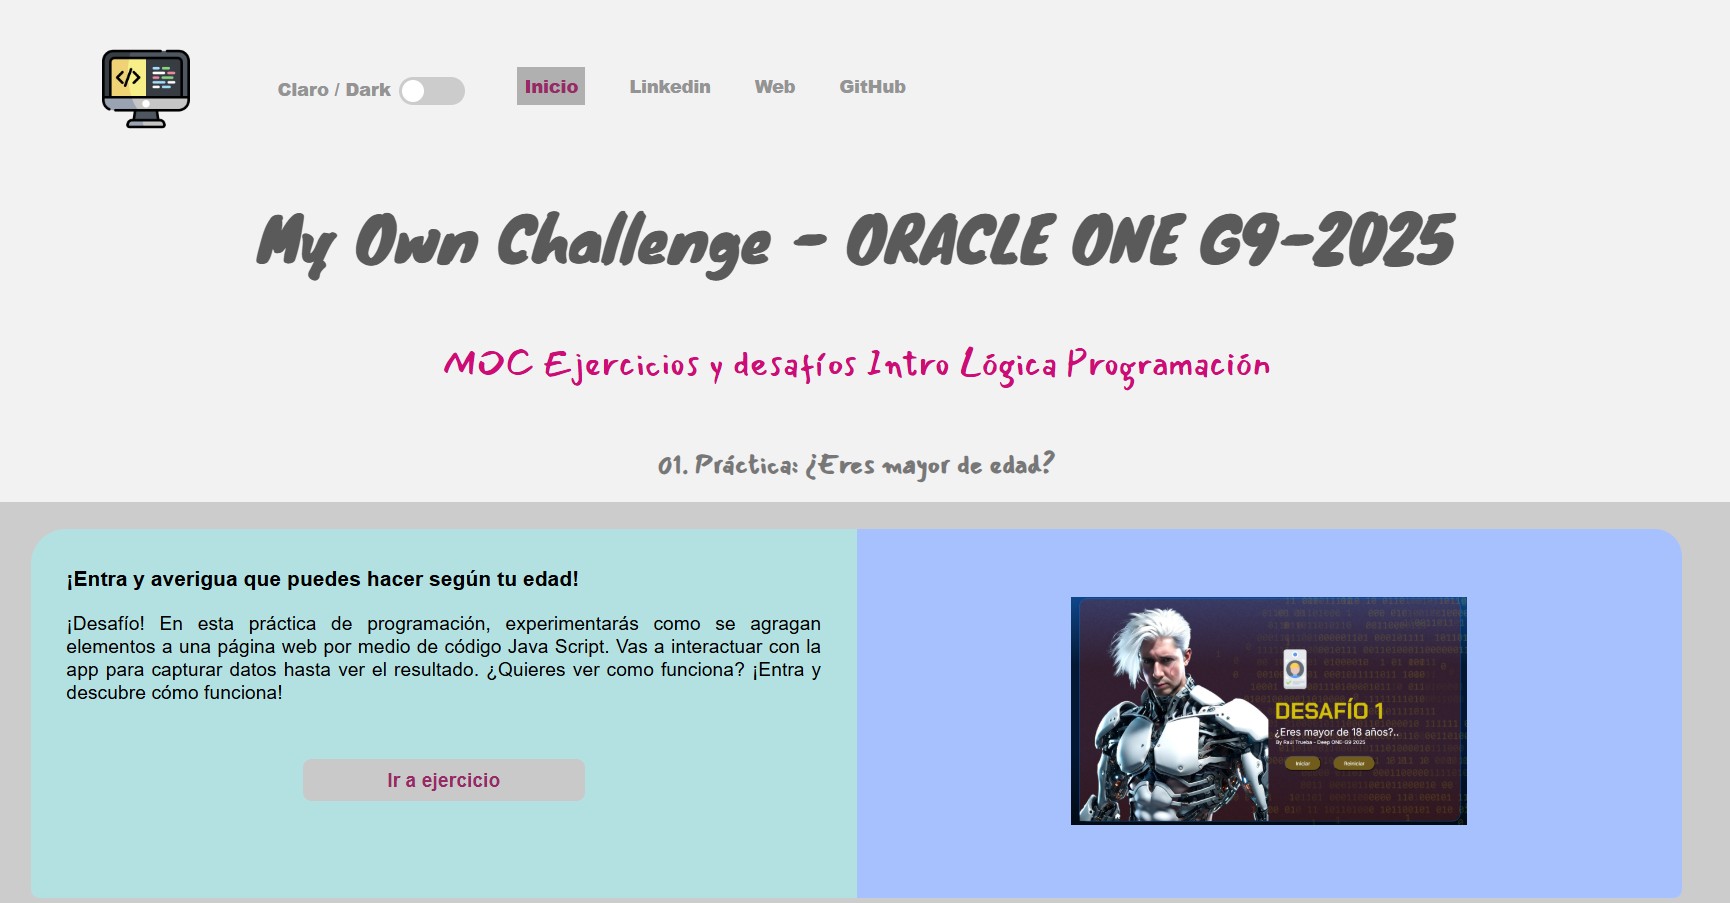 </>
Claro / Dark
Inicio
Linkedin
Web
GitHub
My Own Challenge - ORACLE ONE G9-2025
MOC Ejercicios y desafíos Intro Lógica Programación
01. Práctica: ¿Eres mayor de edad?
¡Entra y averigua que puedes hacer según tu edad!
¡Desafío! En esta práctica de programación, experimentarás como se agragan
elementos a una página web por medio de código Java Script. Vas a interactuar con la
app para capturar datos hasta ver el resultado. ¿Quieres ver como funciona? ¡Entra y
descubre cómo funciona!
Ir a ejercicio
DESAFÍO 1
¿Eres mayor de 18 años?..
By Raúl Trueba - Deep ONE-G9 2025
Iniciar
Reiniciar